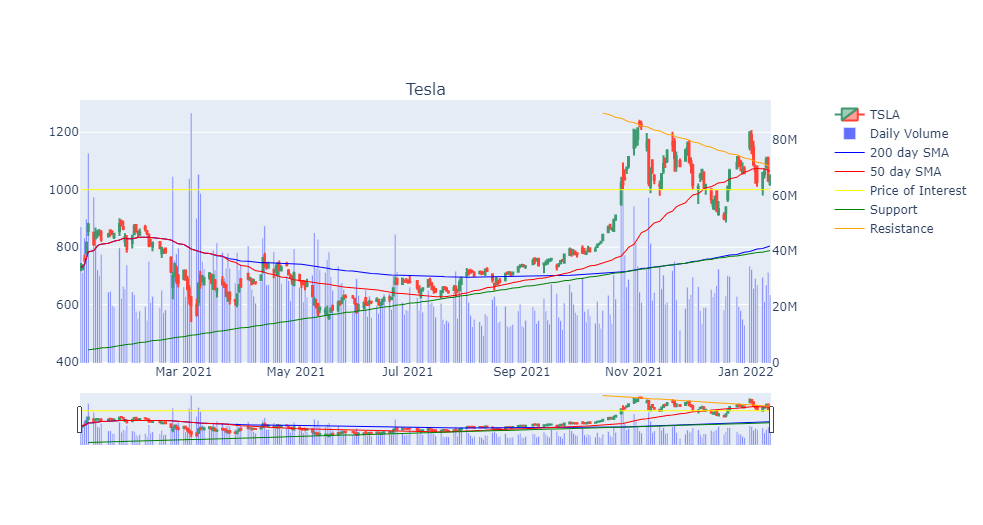 Tesla
1200
1000
800
600
400
80M
60M
40M
20M
0
Mar 2021
May 2021
Jul 2021
Sep 2021
Nov 2021
Jan 2022
TSLA
Daily Volume
200 day SMA
50 day SMA
Price of Interest
Support
Resistance